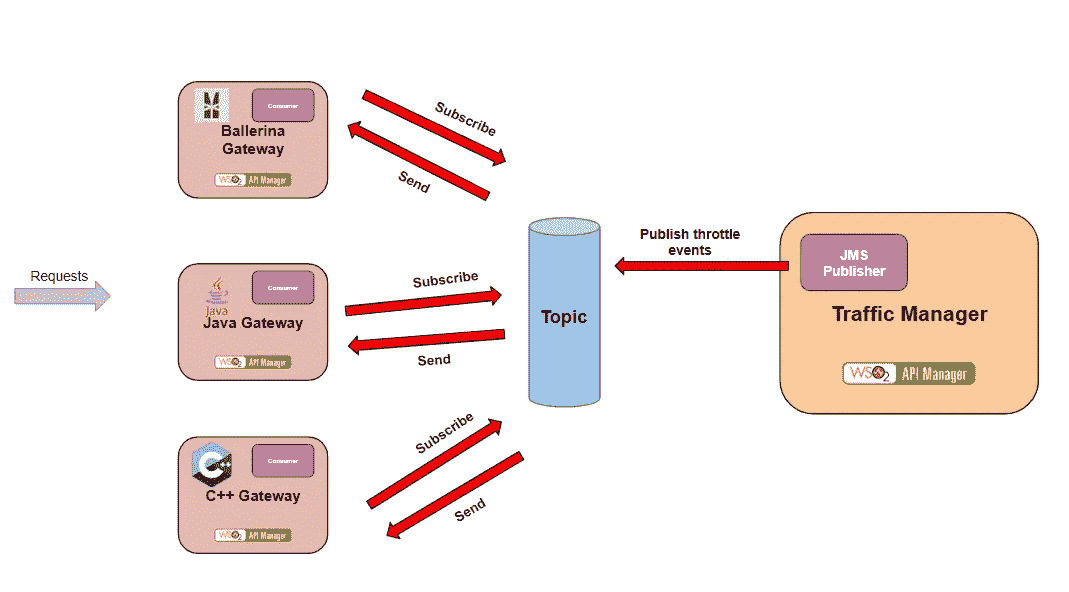 Requests
Consumer
Ballerina
Gateway
WSO2 API Manager
Subscribe
Send
Consumer
Java
Java Gateway
WSO2 API Manager
Subscribe
Send
C++
Consumer
C++ Gateway
WSO2 API Manager
Subscribe
Send
Topic
Publish throttle
events
JMS
Publisher
Traffic Manager
WSO2 API Manager